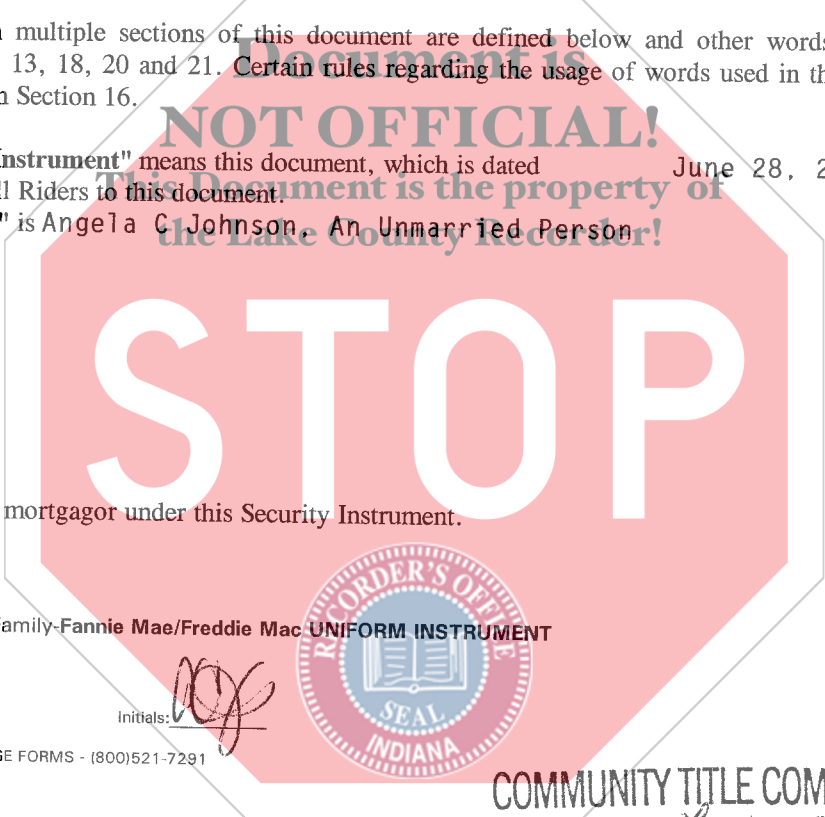 multiple sections of this document are defined below and other words
Document is
13, 18, 20 and 21. Certain rules regarding the usage of words used in
Section 16.
NOT OFFICIAL!
Instrument" means this document, which is dated June 28, 2
Riders to this document.
This Document is the property of
" is Angela C Johnson, An Unmarried Person
the Lake County Recorder!
STOP
mortgagor under this Security Instrument.
RECORDER'S OFFICE
amily-Fannie Mae/Freddie Mac UNIFORM INSTRUMENT
SEAL
INDIANA
Initials:
GE FORMS - (800)521-7291
COMMUNITY TITLE COM